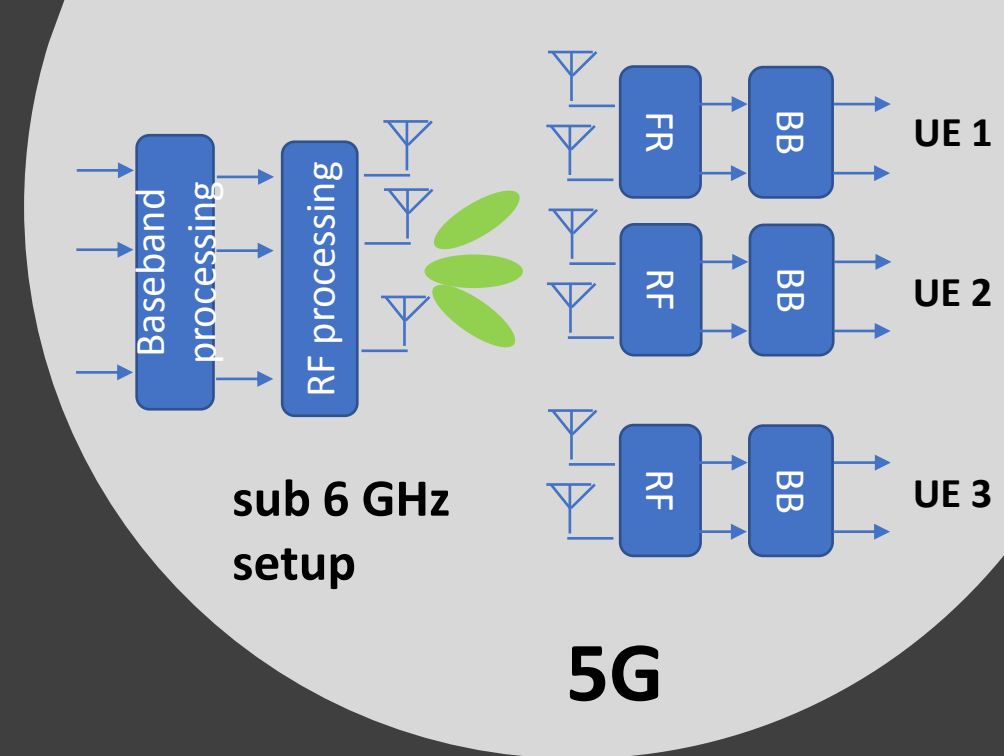 Baseband
processing
RF processing
FR
BB
UE 1
RF
BB
UE 2
RF
BB
UE 3
sub 6 GHz
setup
5G